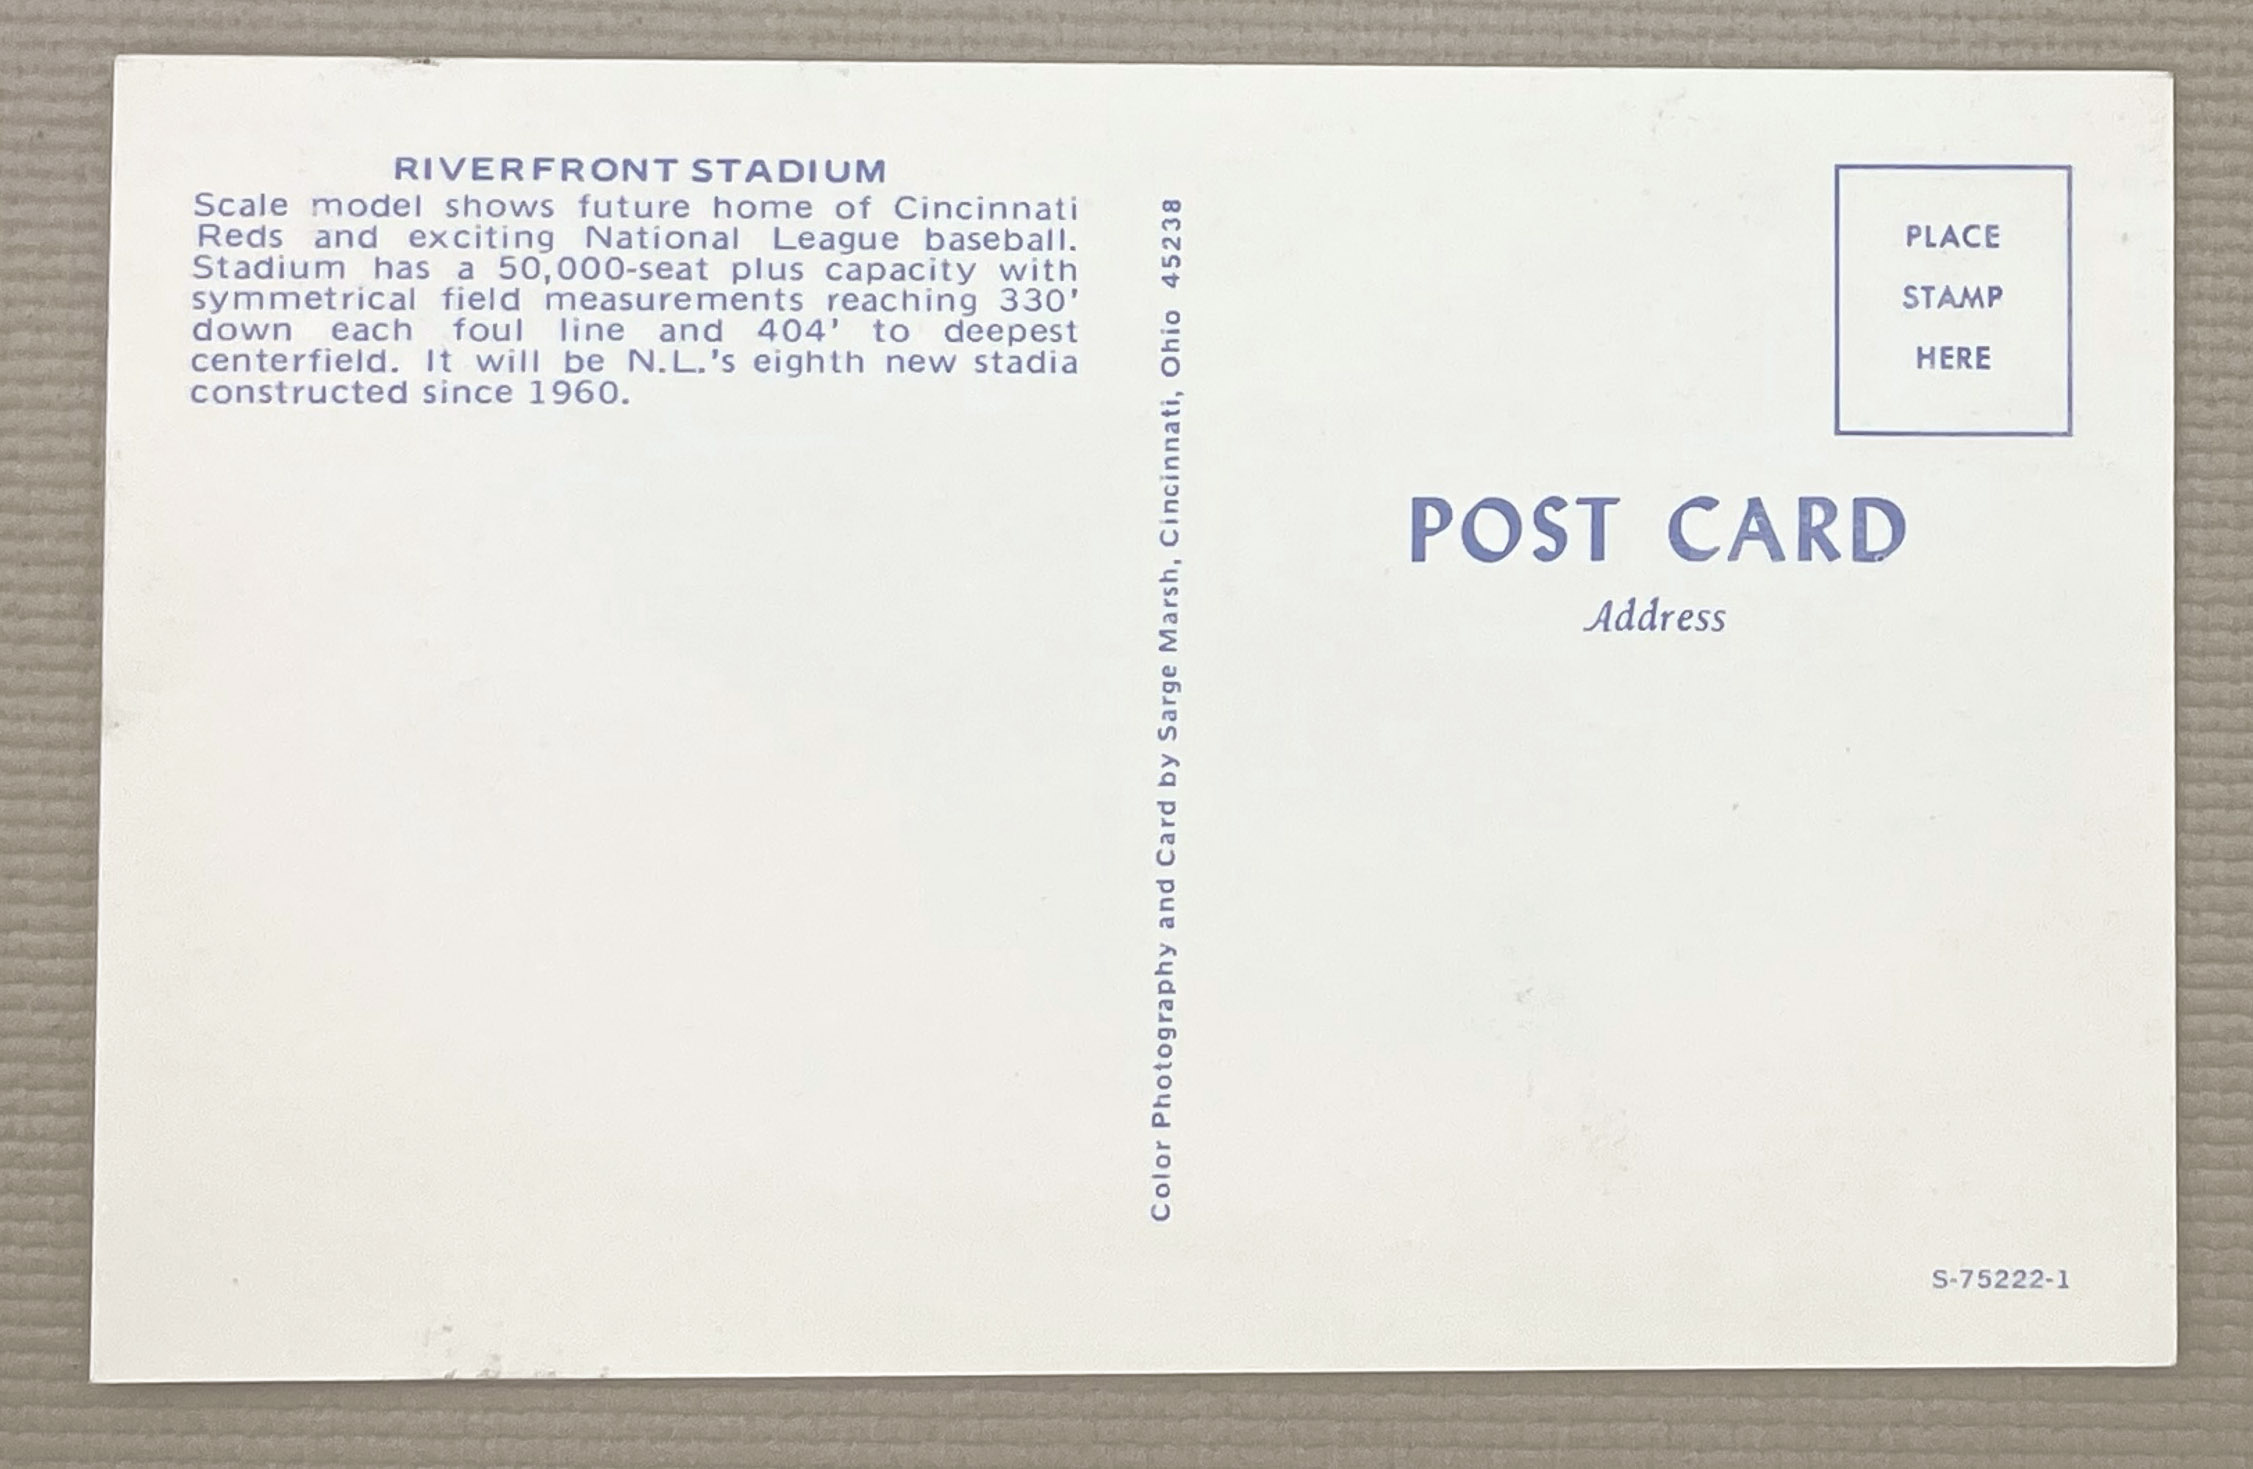 RIVERFRONT STADIUM
Scale model shows future home of Cincinnati
Reds and exciting National League baseball.
Stadium has a 50,000-seat plus capacity with
symmetrical field measurements reaching 330'
down each foul line and 404' to deepest
centerfield. It will be N.L.'s eighth new stadia
constructed since 1960.
Color Photography and Card by Sarge Marsh, Cincinnati, Ohio 45238
PLACE
STAMP
HERE
POST CARD
Address
S-75222-1